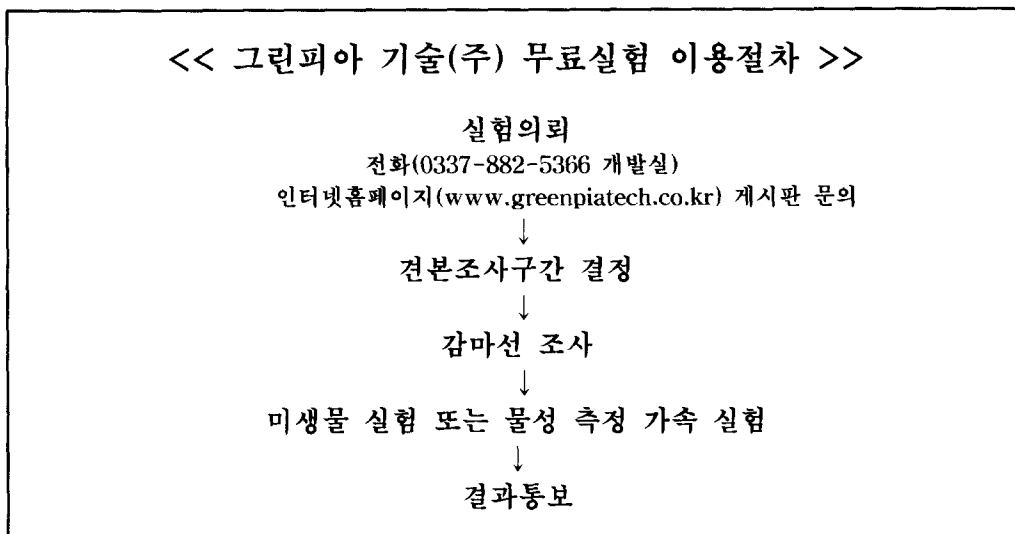 << 그린피아 기술(주) 무료실험 이용절차 >>
실험의뢰
전화(0337-882-5366 개발실)
인터넷홈페이지(www.greenpiatech.co.kr) 게시판 문의
↓
견본조사구간 결정
↓
감마선 조사
↓
미생물 실험 또는 물성 측정 가속 실험
↓
결과통보